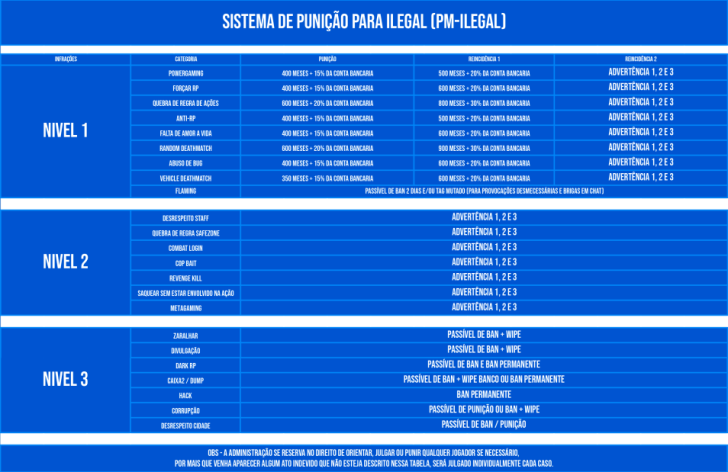 SISTEMA DE PUNIÇÃO PARA ILEGAL (PM-ILEGAL)
INFRAÇÕES CATEGORIA PUNIÇÃO REINCIDÊNCIA 1 REINCIDÊNCIA 2
NIVEL 1
POWERGAMING 400 MESES + 15% DA CONTA BANCARIA 500 MESES + 20% DA CONTA BANCARIA ADVERTÊNCIA 1, 2 E 3
FORÇAR RP 400 MESES + 15% DA CONTA BANCARIA 600 MESES + 20% DA CONTA BANCARIA ADVERTÊNCIA 1, 2 E 3
QUEBRA DE REGRA DE AÇÕES 600 MESES + 20% DA CONTA BANCARIA 800 MESES + 30% DA CONTA BANCARIA ADVERTÊNCIA 1, 2 E 3
ANTI-RP 400 MESES + 15% DA CONTA BANCARIA 500 MESES + 20% DA CONTA BANCARIA ADVERTÊNCIA 1, 2 E 3
FALTA DE AMOR A VIDA 400 MESES + 15% DA CONTA BANCARIA 600 MESES + 20% DA CONTA BANCARIA ADVERTÊNCIA 1, 2 E 3
RANDOM DEATHMATCH 600 MESES + 20% DA CONTA BANCARIA 900 MESES + 30% DA CONTA BANCARIA ADVERTÊNCIA 1, 2 E 3
ABUSO DE BUG 400 MESES + 15% DA CONTA BANCARIA 600 MESES + 20% DA CONTA BANCARIA ADVERTÊNCIA 1, 2 E 3
VEHICLE DEATHMATCH 350 MESES + 15% DA CONTA BANCARIA 600 MESES + 20% DA CONTA BANCARIA ADVERTÊNCIA 1, 2 E 3
FLAMING PASSÍVEL DE BAN 2 DIAS E/OU TAG MUTADO (PARA PROVOCAÇÕES DESMECESSÁRIAS E BRIGAS EM CHAT)
NIVEL 2
DESRESPEITO STAFF ADVERTÊNCIA 1, 2 E 3
QUEBRA DE REGRA SAFEZONE ADVERTÊNCIA 1, 2 E 3
COMBAT LOGIN ADVERTÊNCIA 1, 2 E 3
COP BAIT ADVERTÊNCIA 1, 2 E 3
REVENGE KILL ADVERTÊNCIA 1, 2 E 3
SAQUEAR SEM ESTAR ENVOLVIDO NA AÇÃO ADVERTÊNCIA 1, 2 E 3
METAGAMING ADVERTÊNCIA 1, 2 E 3
NIVEL 3
ZARALHAR PASSÍVEL DE BAN + WIPE
DIVULGAÇÃO PASSÍVEL DE BAN + WIPE
DARK RP PASSÍVEL DE BAN E BAN PERMANENTE
CAIXA2 / DUMP PASSÍVEL DE BAN + WIPE BANCO OU BAN PERMANENTE
HACK BAN PERMANENTE
CORRUPÇÃO PASSÍVEL DE PUNIÇÃO OU BAN + WIPE
DESRESPEITO CIDADE PASSÍVEL DE BAN / PUNIÇÃO
OBS - A ADMINISTRAÇÃO SE RESERVA NO DIREITO DE ORIENTAR, JULGAR OU PUNIR QUALQUER JOGADOR SE NECESSÁRIO,
POR MAIS QUE VENHA APARECER ALGUM ATO INDEVIDO QUE NÃO ESTEJA DESCRITO NESSA TABELA, SERÁ JULGADO INDIVIDUALMENTE CADA CASO.